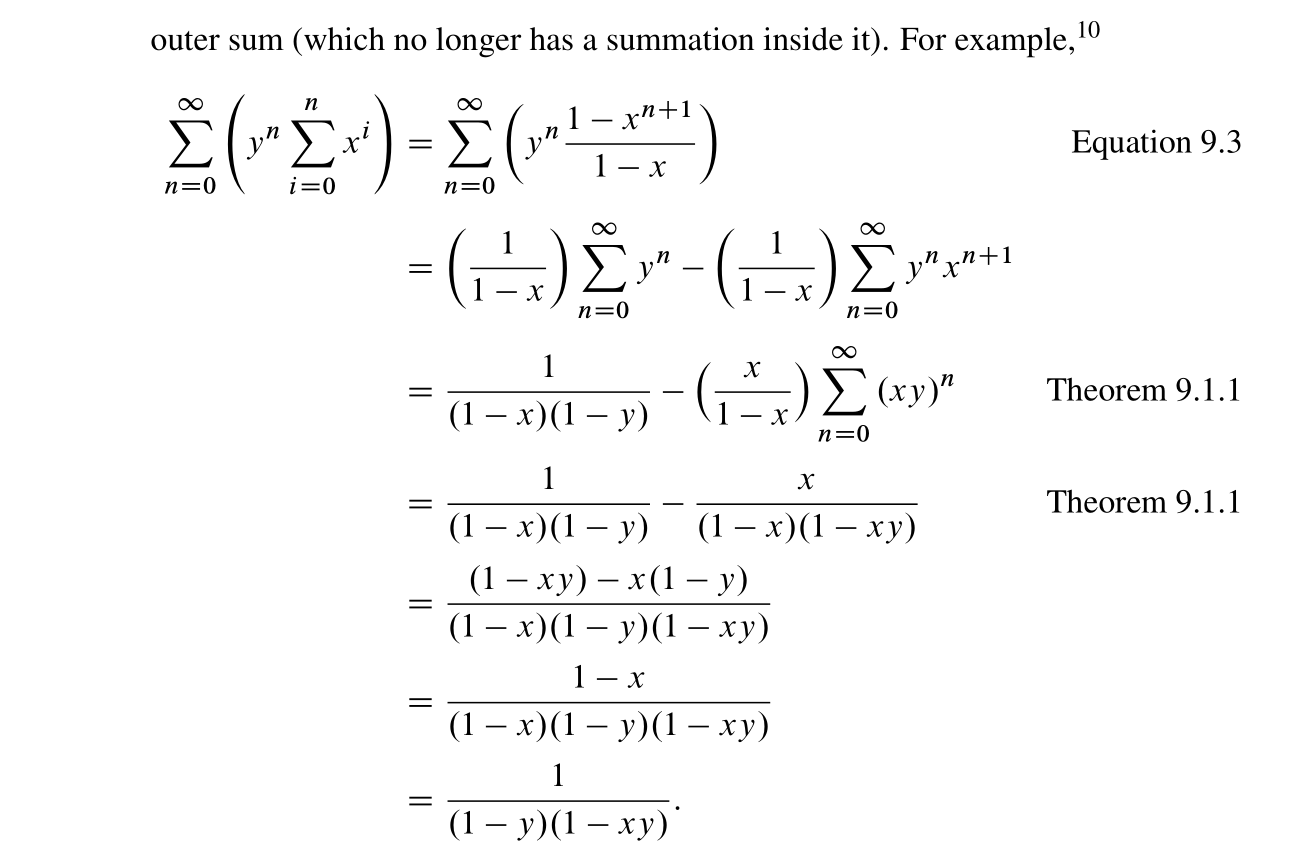 outer sum (which no longer has a summation inside it). For example,¹⁰
\sum_{n=0}^{\infty} \left( y^n \sum_{i=0}^{n} x^i \right) = \sum_{n=0}^{\infty} \left( y^n \frac{1 - x^{n+1}}{1 - x} \right) Equation 9.3
= \left( \frac{1}{1 - x} \right) \sum_{n=0}^{\infty} y^n - \left( \frac{1}{1 - x} \right) \sum_{n=0}^{\infty} y^n x^{n+1}
= \frac{1}{(1 - x)(1 - y)} - \left( \frac{x}{1 - x} \right) \sum_{n=0}^{\infty} (xy)^n Theorem 9.1.1
= \frac{1}{(1 - x)(1 - y)} - \frac{x}{(1 - x)(1 - xy)} Theorem 9.1.1
= \frac{(1 - xy) - x(1 - y)}{(1 - x)(1 - y)(1 - xy)}
= \frac{1 - x}{(1 - x)(1 - y)(1 - xy)}
= \frac{1}{(1 - y)(1 - xy)}.